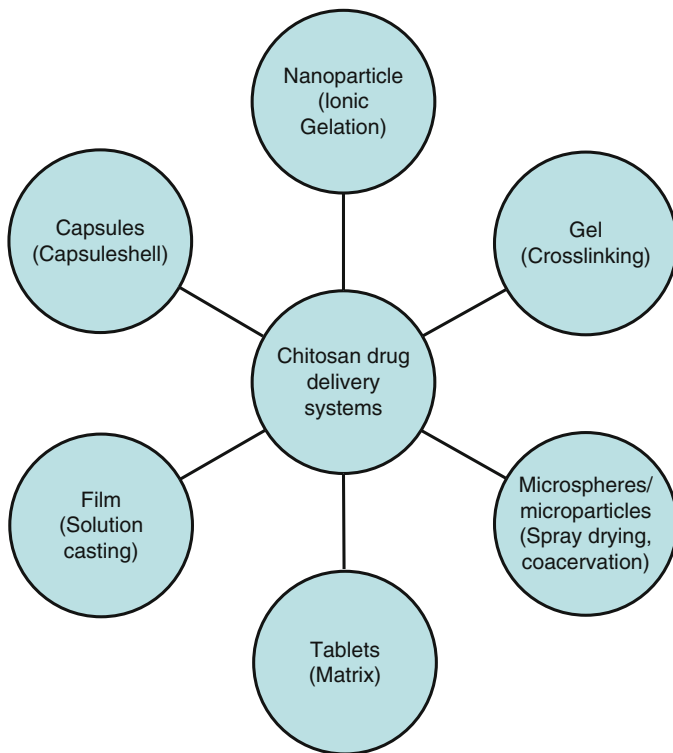 Nanoparticle
(Ionic
Gelation)
Capsules
(Capsuleshell)
Gel
(Crosslinking)
Chitosan drug
delivery
systems
Film
(Solution
casting)
Microspheres/
microparticles
(Spray drying,
coacervation)
Tablets
(Matrix)